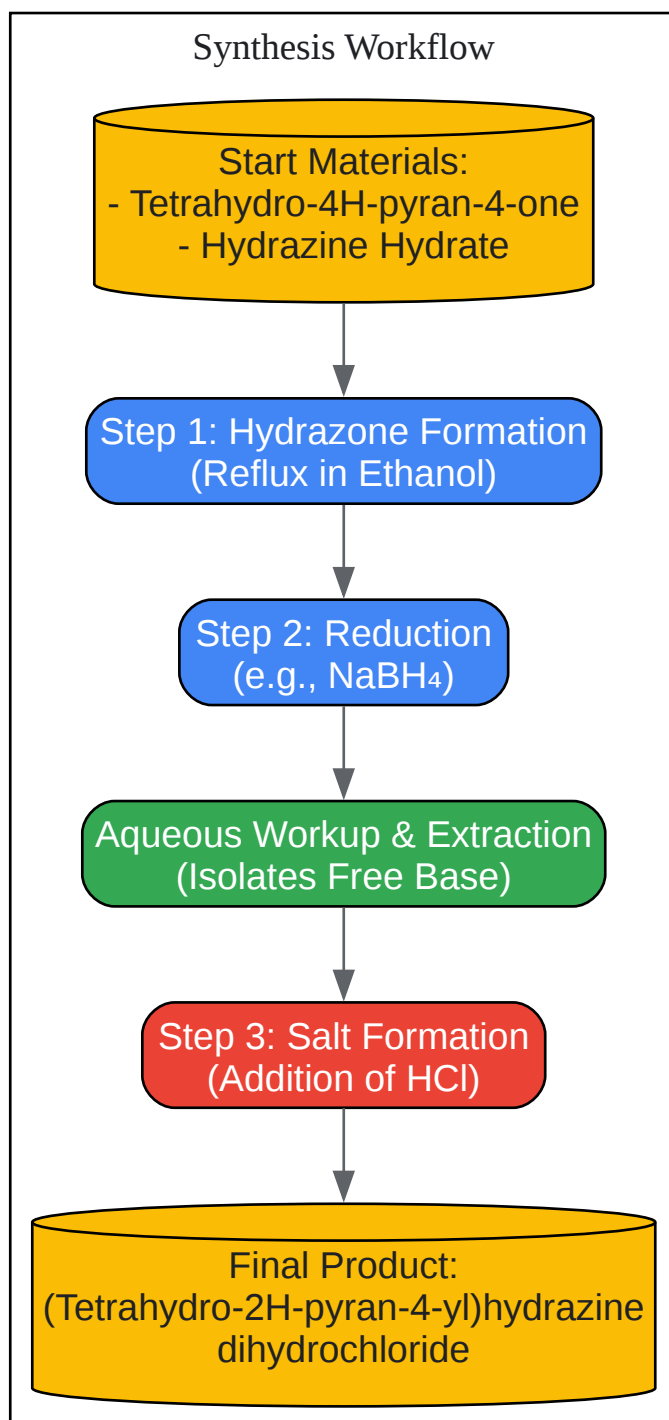 Synthesis Workflow
Start Materials:
- Tetrahydro-4H-pyran-4-one
- Hydrazine Hydrate
Step 1: Hydrazone Formation
(Reflux in Ethanol)
Step 2: Reduction
(e.g., NaBH₄)
Aqueous Workup & Extraction
(Isolates Free Base)
Step 3: Salt Formation
(Addition of HCl)
Final Product:
(Tetrahydro-2H-pyran-4-yl)hydrazine
dihydrochloride